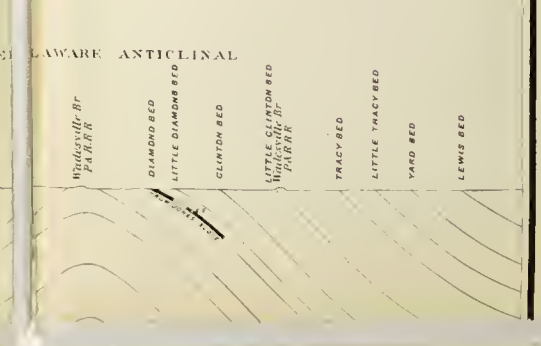 LAWARE ANTICLINAL
Wadesville Br
P.A.R.R.R
DIAMOND BED
LITTLE DIAMOND BED
CLINTON BED
LITTLE CLINTON BED
Wadesville Br
P.A.R.R.R
TRACY BED
LITTLE TRACY BED
YARD BED
LEWIS BED